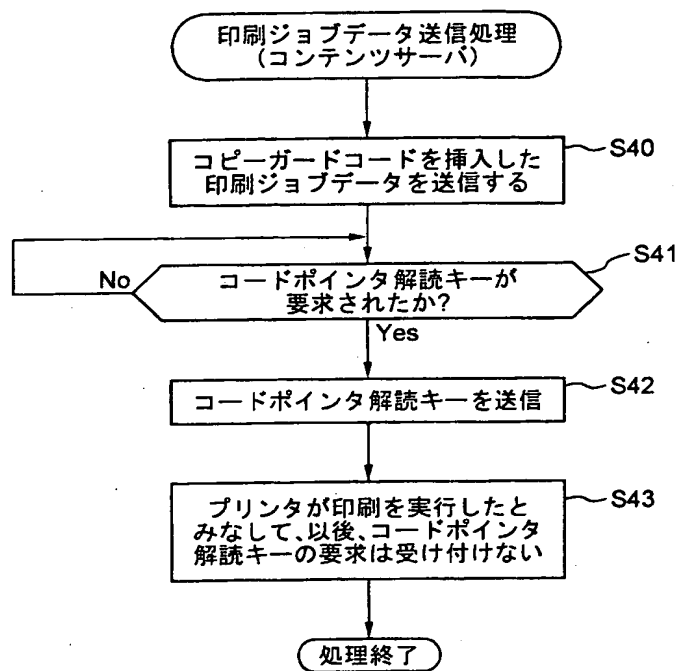 印刷ジョブデータ送信処理
(コンテンツサーバ)
コピーガードコードを挿入した
印刷ジョブデータを送信する
S40
コードポインタ解読キーが
要求されたか?
S41
No
Yes
コードポインタ解読キーを送信
S42
プリンタが印刷を実行したと
みなして、以後、コードポインタ
解読キーの要求は受け付けない
S43
処理終了